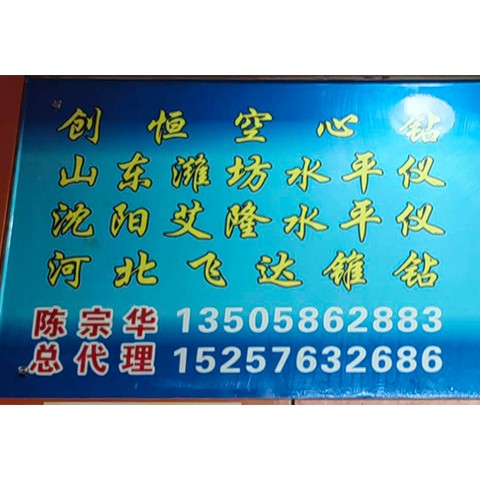 创恒空心钻
山东潍坊水平仪
沈阳艾隆水平仪
河北飞达锥钻
陈宗华 13505862883
总代理 15257632686